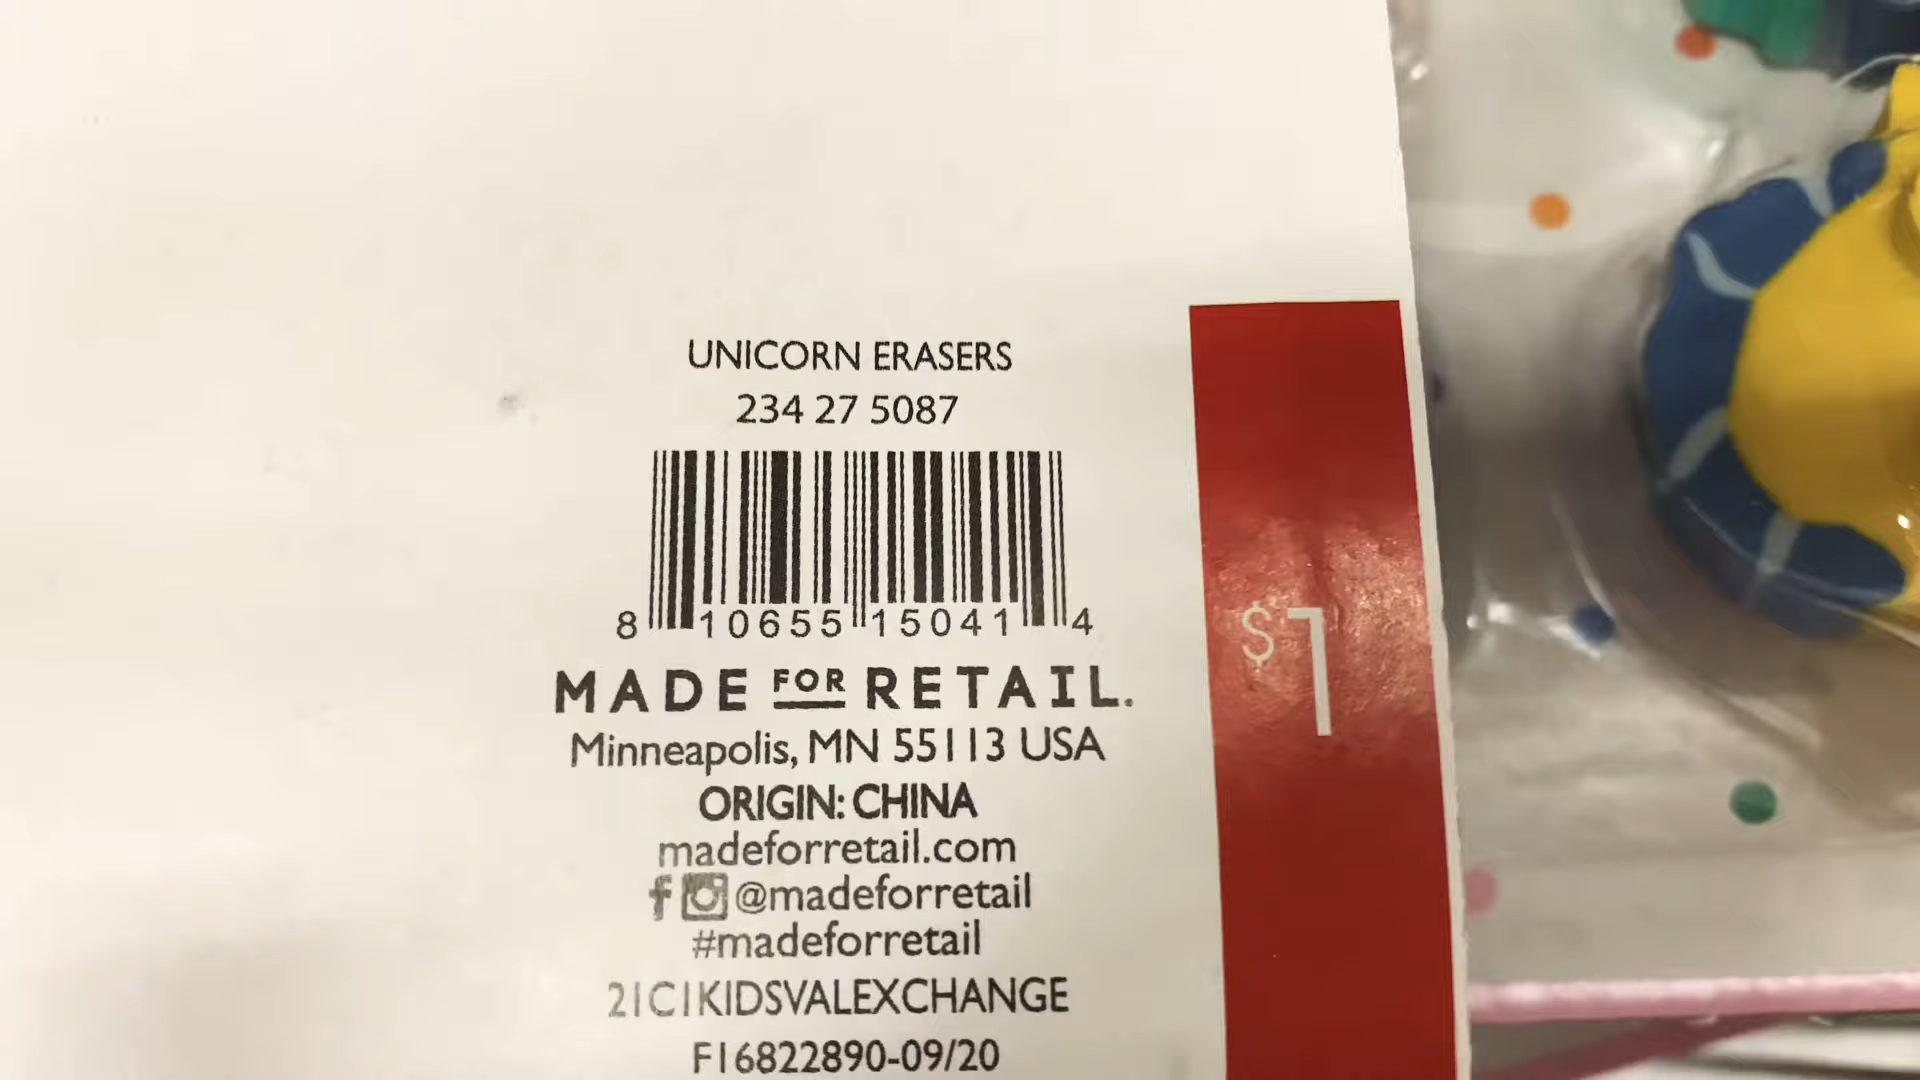 UNICORN ERASERS
234 27 5087
8 10655 15041 4
MADE FOR RETAIL.
Minneapolis, MN 55113 USA
ORIGIN: CHINA
madeforretail.com
@madeforretail
#madeforretail
21C1KIDSVALEXCHANGE
F16822890-09/20
$1